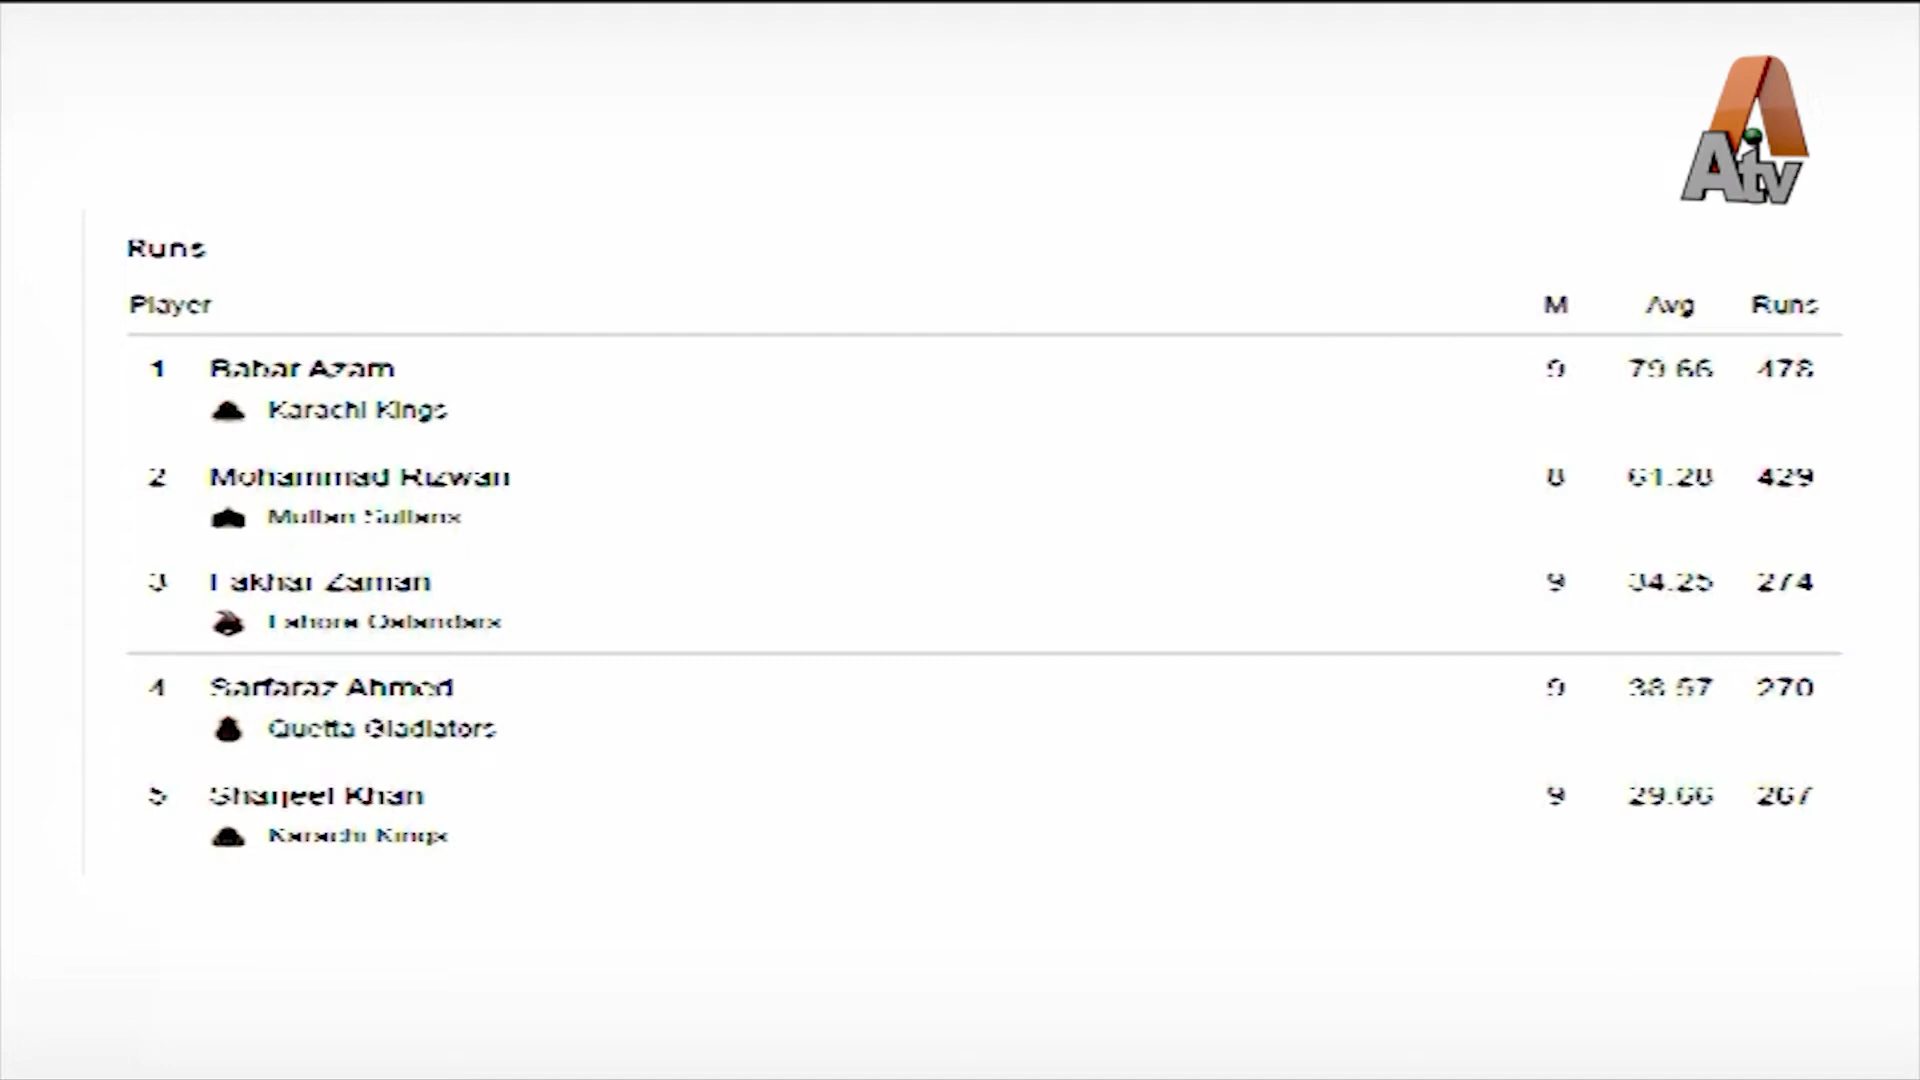 Atv
Runs
Player M Avg Runs
1 Babar Azam 9 79.66 478
Karachi Kings
2 Mohammad Rizwan 8 61.28 429
Multan Sultans
3 Fakhar Zaman 9 34.25 274
Lahore Qalandars
4 Sarfaraz Ahmed 9 38.57 270
Quetta Gladiators
5 Sharjeel Khan 9 29.66 267
Karachi Kings